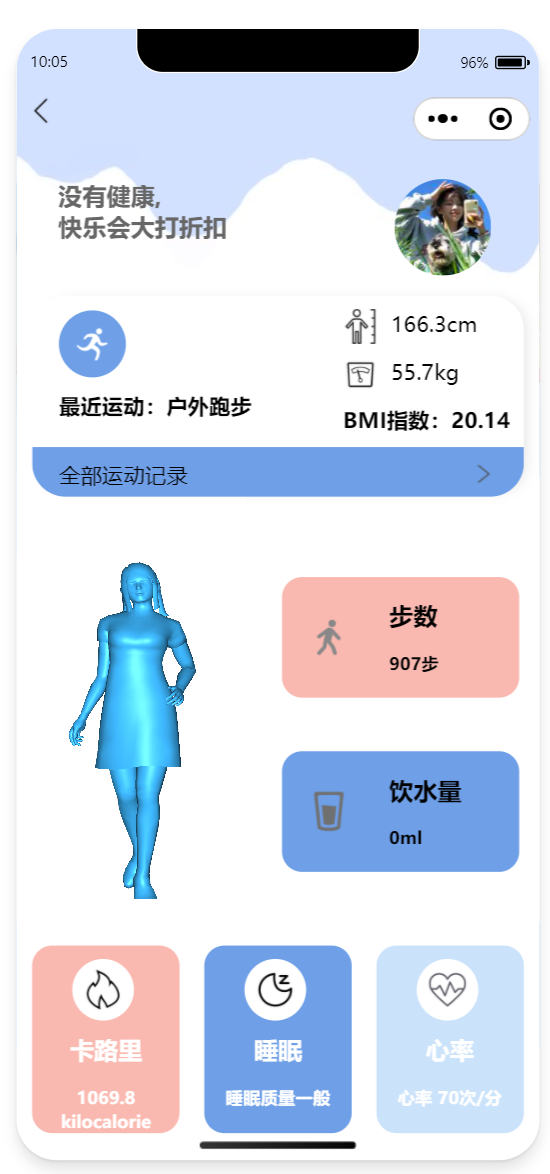 10:05
96%
没有健康,
快乐会大打折扣
166.3cm
55.7kg
最近运动：户外跑步
BMI指数：20.14
全部运动记录
步数
907步
饮水量
0ml
卡路里
1069.8
kilocalorie
睡眠
睡眠质量一般
心率
心率 70次/分